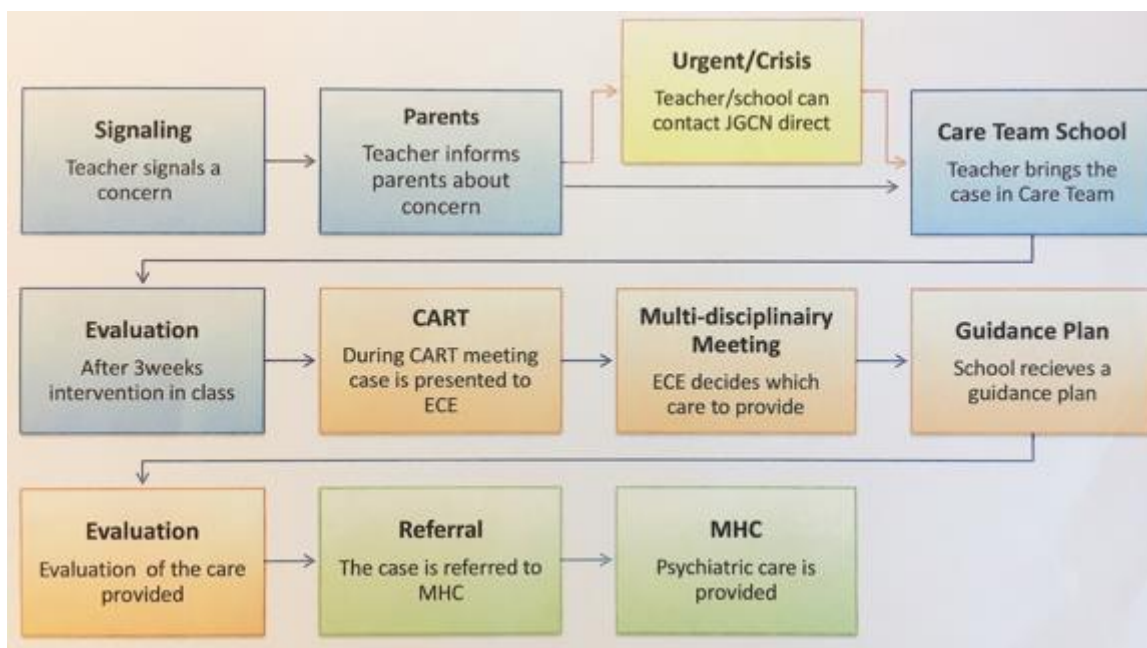 Signaling
Teacher signals a
concern
Parents
Teacher informs
parents about
concern
Urgent/Crisis
Teacher/school can
contact JGCN direct
Care Team School
Teacher brings the
case in Care Team
Evaluation
After 3weeks
intervention in class
CART
During CART meeting
case is presented to
ECE
Multi-disciplinairy
Meeting
ECE decides which
care to provide
Guidance Plan
School recieves a
guidance plan
Evaluation
Evaluation of the care
provided
Referral
The case is referred to
MHC
MHC
Psychiatric care is
provided